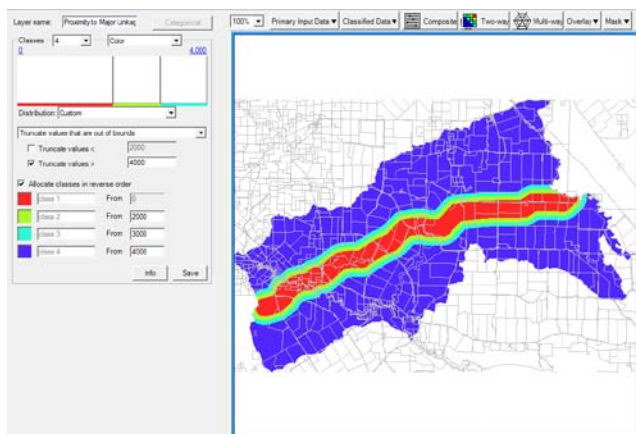 Layer name: Proximity to Major Linkag Categorical
100% Primary Input Data Classified Data Composite Two-way Multi-way Overlay Mask
Classes 4 Color
0 4,000
Distribution: Custom
Truncate values that are out of bounds
Truncate values < 2000
Truncate values > 4000
Allocate classes in reverse order
class 1 From 0
class 2 From 2000
class 3 From 3000
class 4 From 4000
Info Save